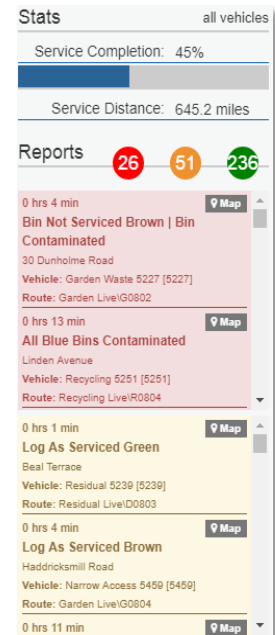 Stats all vehicles
Service Completion: 45%
Service Distance: 645.2 miles
Reports 26 51 236
0 hrs 4 min Map
Bin Not Serviced Brown | Bin
Contaminated
30 Dunholme Road
Vehicle: Garden Waste 5227 [5227]
Route: Garden Live\G0802
0 hrs 13 min Map
All Blue Bins Contaminated
Linden Avenue
Vehicle: Recycling 5251 [5251]
Route: Recycling Live\R0804
0 hrs 1 min Map
Log As Serviced Green
Beal Terrace
Vehicle: Residual 5239 [5239]
Route: Residual Live\D0803
0 hrs 4 min Map
Log As Serviced Brown
Haddricksmill Road
Vehicle: Narrow Access 5459 [5459]
Route: Garden Live\G0804
0 hrs 11 min Map